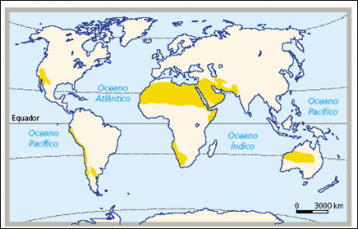 Oceano
Atlântico
Oceano
Pacífico
Equador
Oceano
Pacífico
Oceano
Índico
0 3000 km